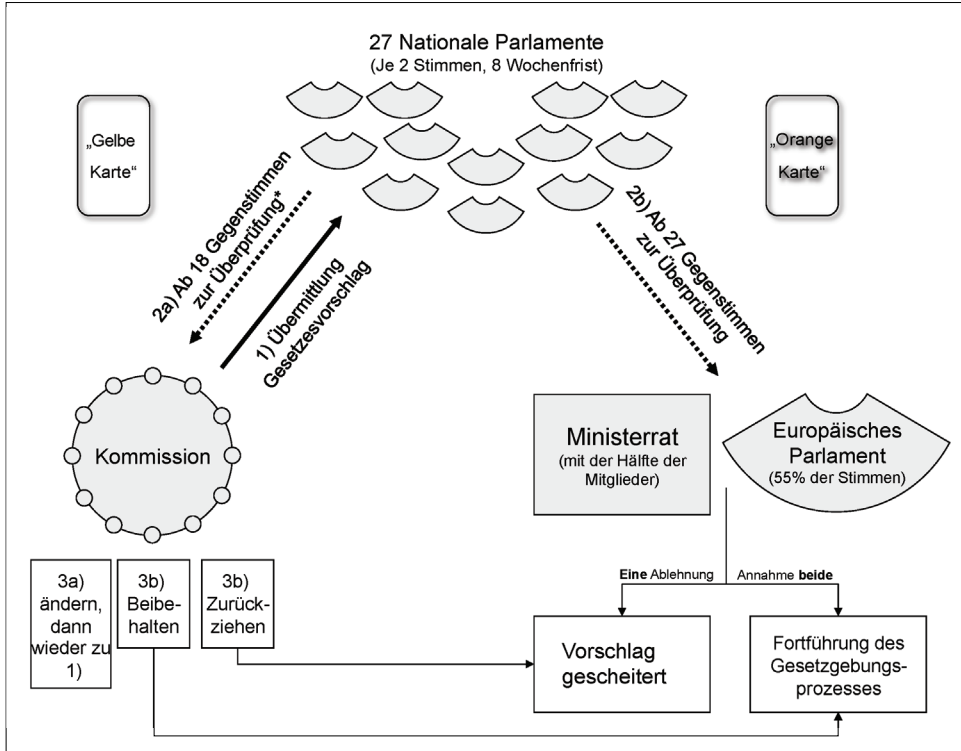 27 Nationale Parlamente
(Je 2 Stimmen, 8 Wochenfrist)
„Gelbe
Karte“
„Orange
Karte“
2a) Ab 18 Gegenstimmen
zur Überprüfung*
1) Übermittlung
Gesetzesvorschlag
2b) Ab 27 Gegenstimmen
zur Überprüfung
Kommission
Ministerrat
(mit der Hälfte der
Mitglieder)
Europäisches
Parlament
(55% der Stimmen)
3a)
ändern,
dann
wieder zu
1)
3b)
Beibe-
halten
3b)
Zurück-
ziehen
Eine Ablehnung
Annahme beide
Vorschlag
gescheitert
Fortführung des
Gesetzgebungs-
prozesses